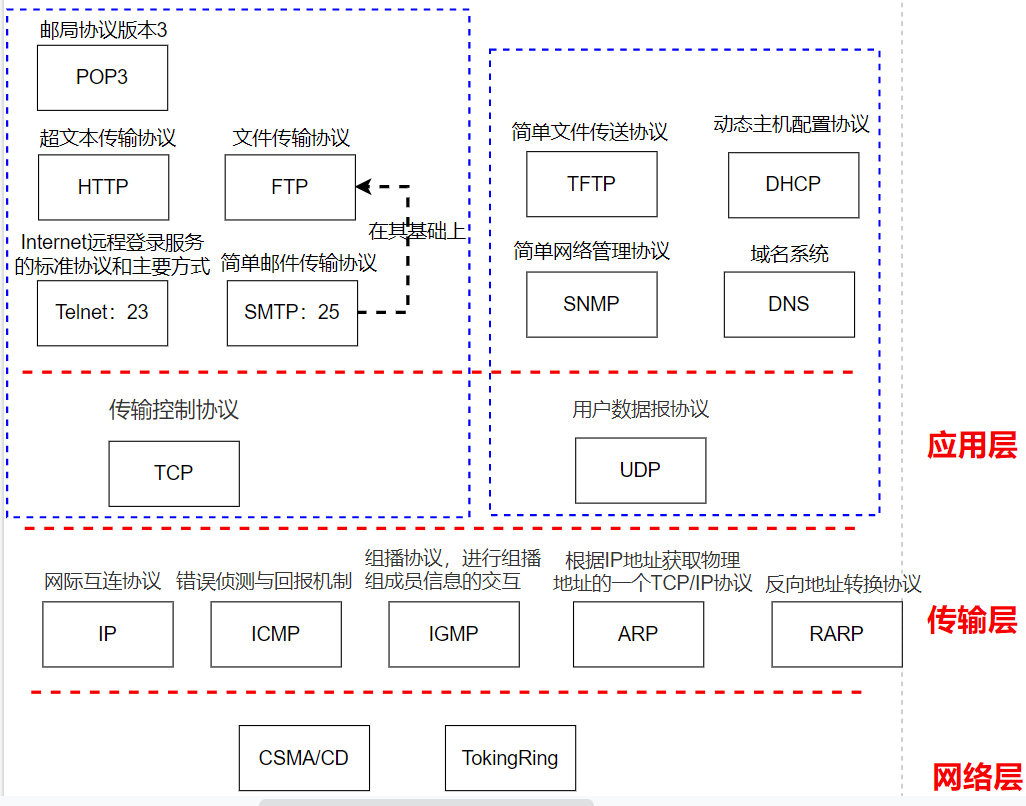 邮局协议版本3
POP3
超文本传输协议
文件传输协议
HTTP
FTP
在其基础上
Internet远程登录服务
的标准协议和主要方式
简单邮件传输协议
Telnet：23
SMTP：25
简单文件传送协议
动态主机配置协议
TFTP
DHCP
简单网络管理协议
域名系统
SNMP
DNS
传输控制协议
用户数据报协议
TCP
UDP
应用层
网际互连协议
错误侦测与回报机制
组播协议，进行组播
组成员信息的交互
根据IP地址获取物理
地址的一个TCP/IP协议
反向地址转换协议
IP
ICMP
IGMP
ARP
RARP
传输层
CSMA/CD
TokingRing
网络层